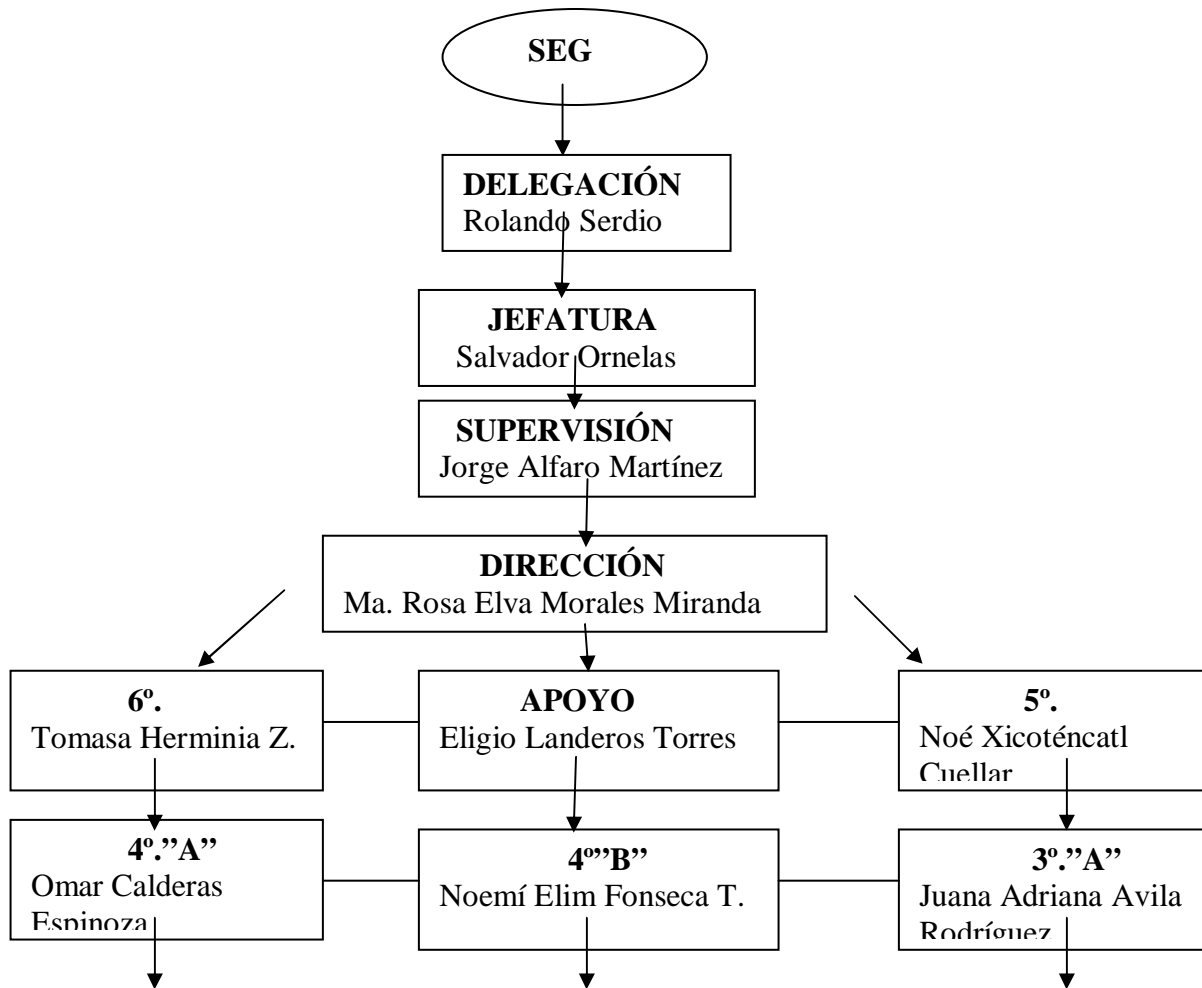 SEG
DELEGACIÓN
Rolando Serdio
JEFATURA
Salvador Ornelas
SUPERVISIÓN
Jorge Alfaro Martínez
DIRECCIÓN
Ma. Rosa Elva Morales Miranda
6º.
Tomasa Herminia Z.
APOYO
Eligio Landeros Torres
5º.
Noé Xicoténcatl
Cuellar
4º.”A”
Omar Calderas
Espinoza
4º”B”
Noemí Elim Fonseca T.
3º.”A”
Juana Adriana Avila
Rodríguez